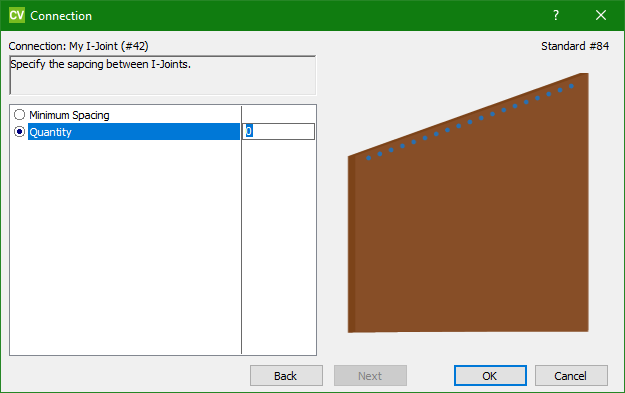 CV Connection ?
Connection: My I-Joint (#42) Standard #84
Specify the sapcing between I-Joints.
Minimum Spacing
Quantity 0
Back Next OK Cancel